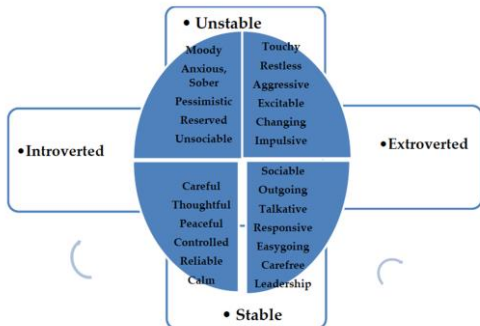 • Unstable
Moody
Anxious,
Sober
Pessimistic
Reserved
Unsociable
Touchy
Restless
Aggressive
Excitable
Changing
Impulsive
•Introverted
•Extroverted
Careful
Thoughtful
Peaceful
Controlled
Reliable
Calm
Sociable
Outgoing
Talkative
Responsive
Easygoing
Carefree
Leadership
• Stable